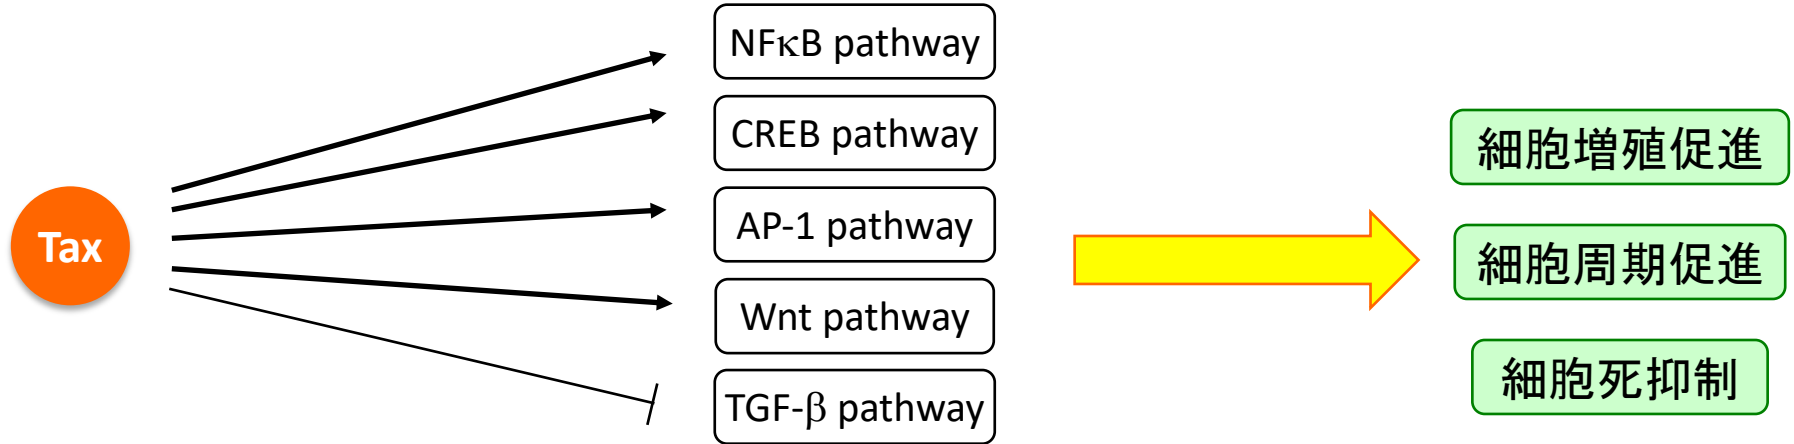 Tax
NFκB pathway
CREB pathway
AP-1 pathway
Wnt pathway
TGF-β pathway
細胞増殖促進
細胞周期促進
細胞死抑制